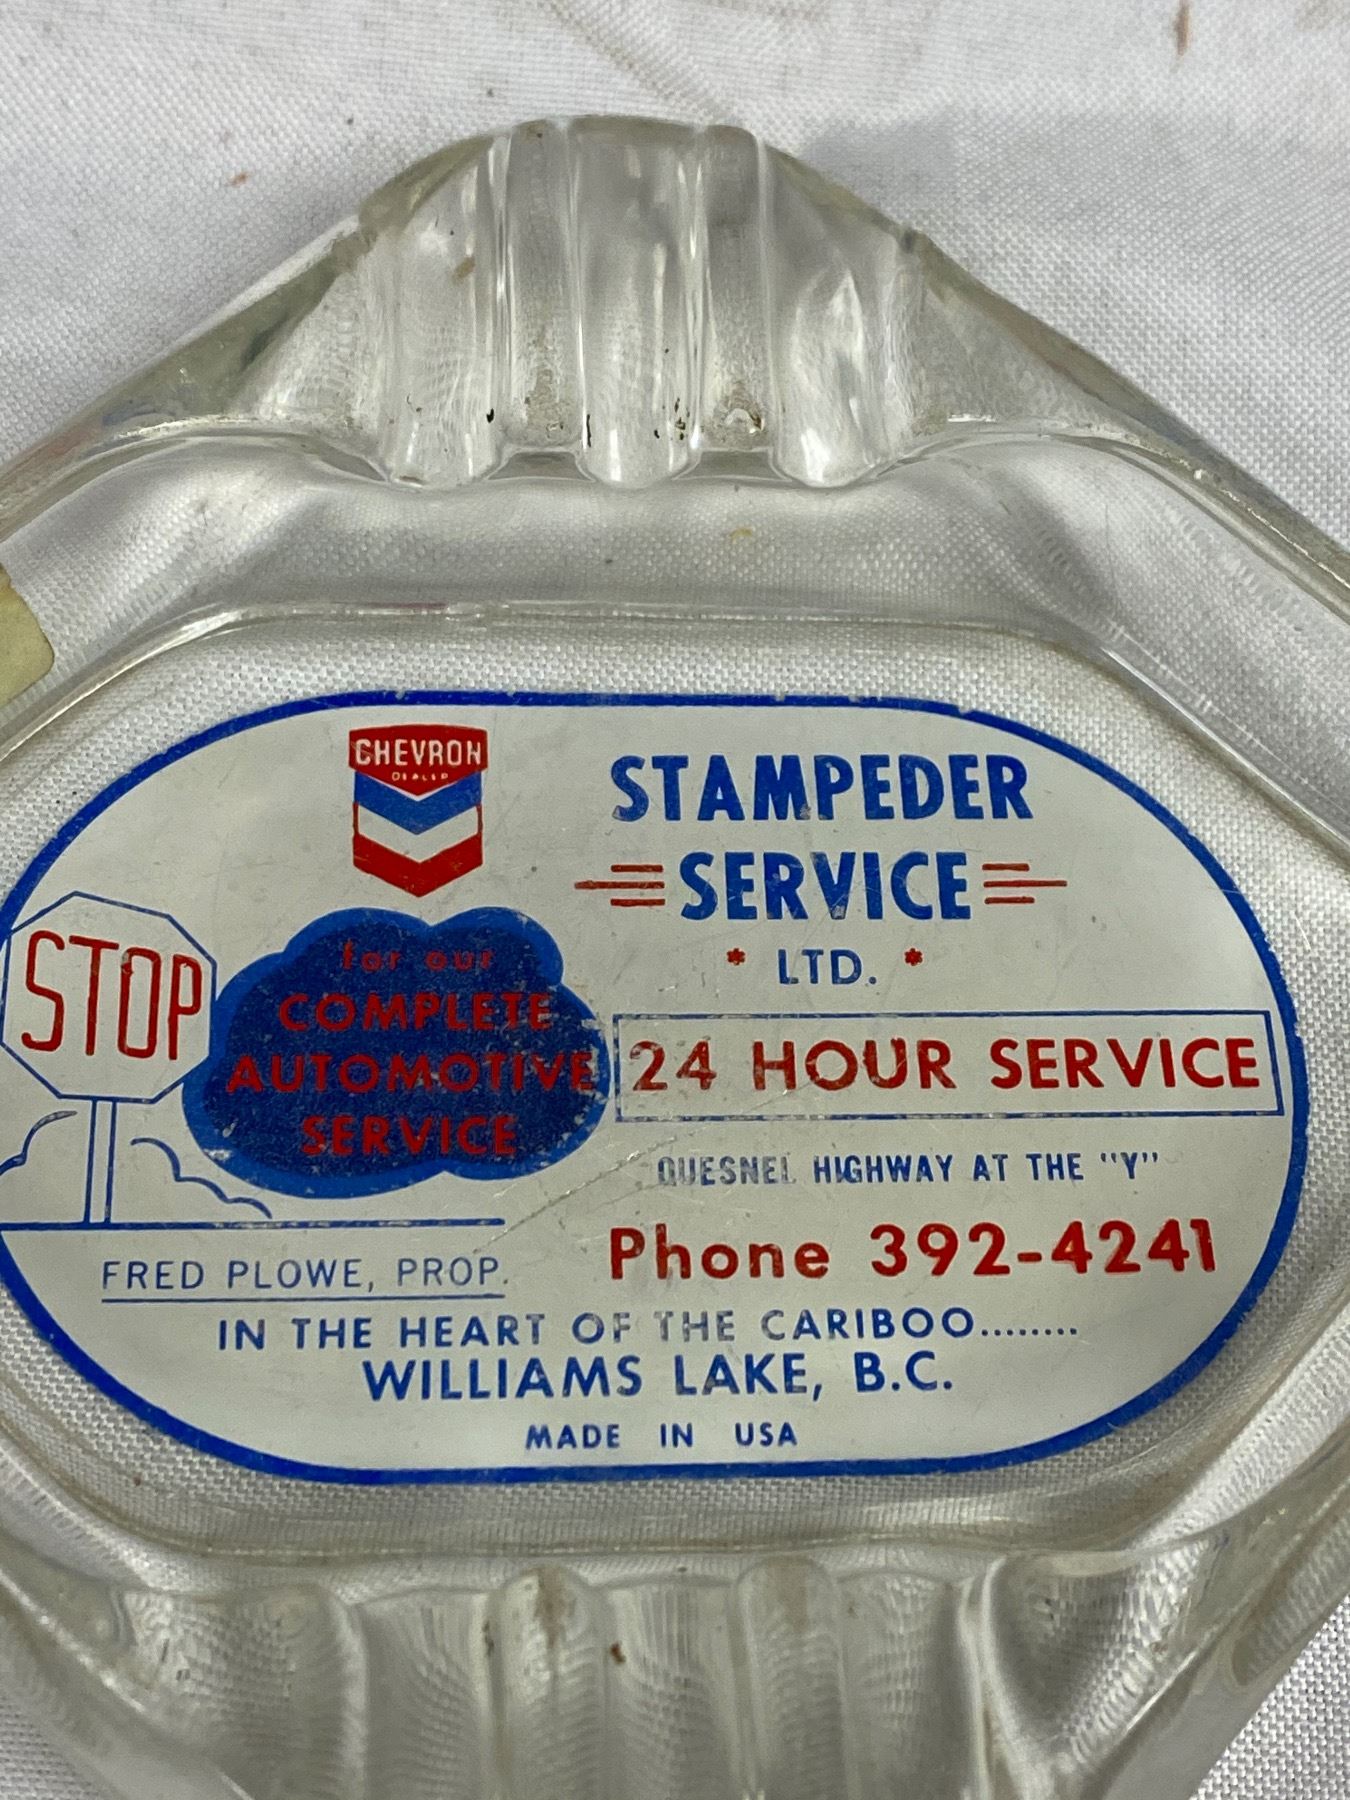 CHEVRON
DEALER
STAMPEDER
SERVICE
* LTD. *
STOP
for our
COMPLETE
AUTOMOTIVE
SERVICE
24 HOUR SERVICE
QUESNEL HIGHWAY AT THE "Y"
Phone 392-4241
FRED PLOWE, PROP.
IN THE HEART OF THE CARIBOO........
WILLIAMS LAKE, B.C.
MADE IN USA